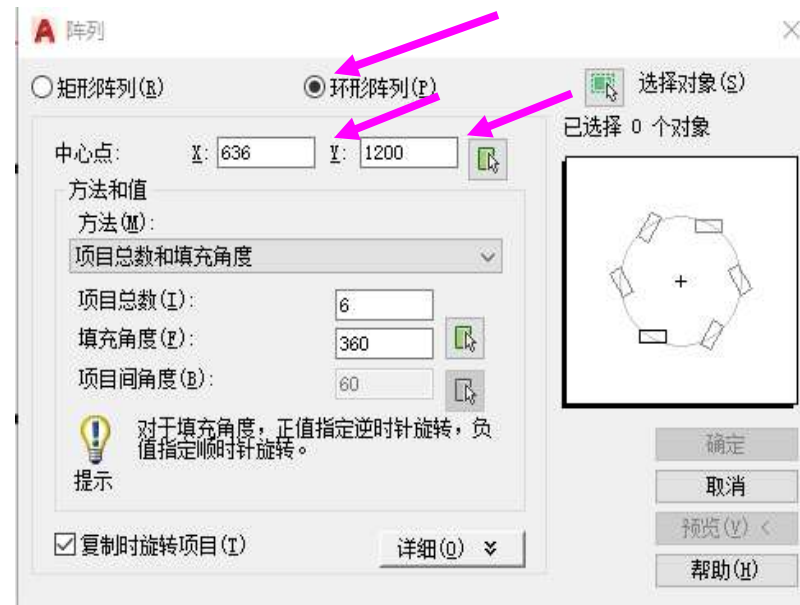 阵列
矩形阵列(R)
环形阵列(P)
选择对象(S)
已选择 0 个对象
中心点: X: 636 Y: 1200
方法和值
方法(M):
项目总数和填充角度
项目总数(I): 6
填充角度(F): 360
项目间角度(B): 60
对于填充角度，正值指定逆时针旋转，负
值指定顺时针旋转。
提示
复制时旋转项目(T)
详细(O)
确定
取消
预览(V) <
帮助(H)